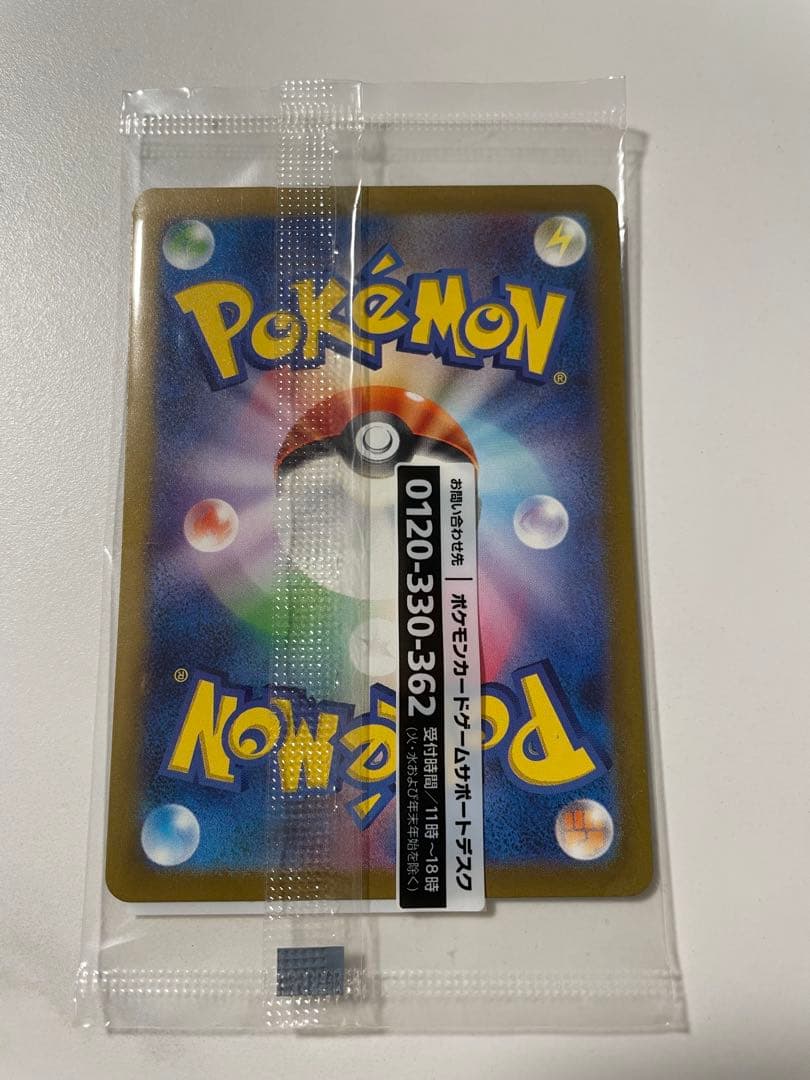 POKéMON
®
お問い合わせ先 | ポケモンカードゲームサポートデスク
0120-330-362 受付時間/11時~18時
(火・水および年末年始を除く)
POKéMON
®